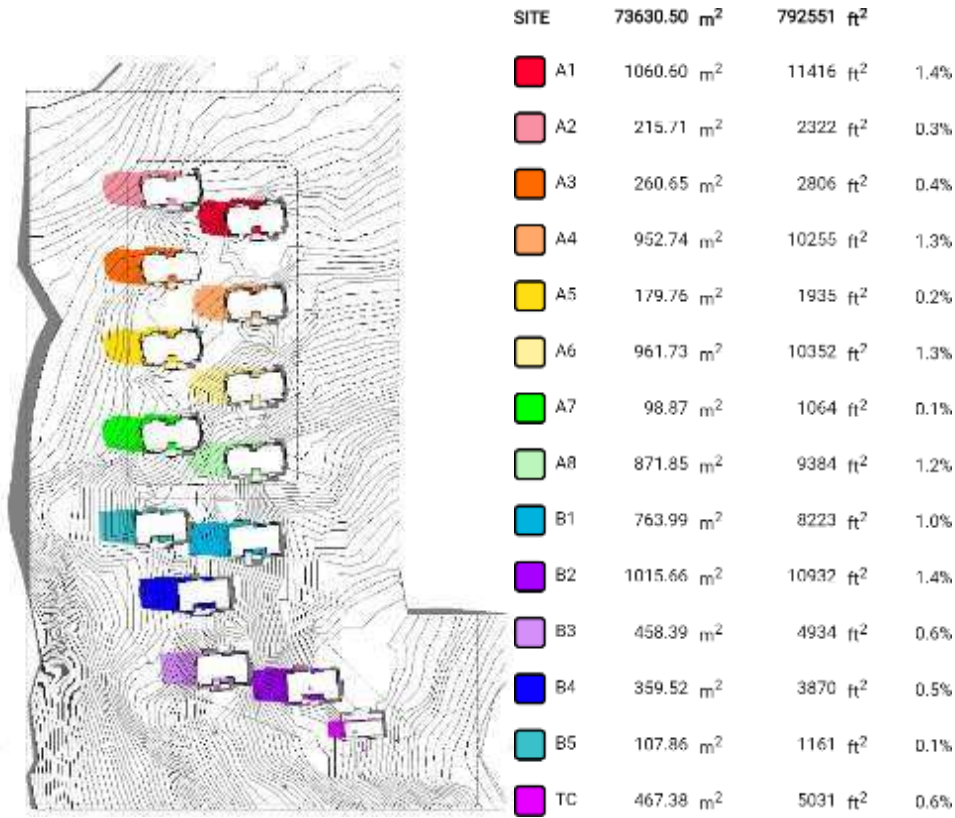 SITE 73630.50 m² 792551 ft²
A1 1060.60 m² 11416 ft² 1.4%
A2 215.71 m² 2322 ft² 0.3%
A3 260.65 m² 2806 ft² 0.4%
A4 952.74 m² 10255 ft² 1.3%
A5 179.76 m² 1935 ft² 0.2%
A6 961.73 m² 10352 ft² 1.3%
A7 98.87 m² 1064 ft² 0.1%
A8 871.85 m² 9384 ft² 1.2%
B1 763.99 m² 8223 ft² 1.0%
B2 1015.66 m² 10932 ft² 1.4%
B3 458.39 m² 4934 ft² 0.6%
B4 359.52 m² 3870 ft² 0.5%
B5 107.86 m² 1161 ft² 0.1%
TC 467.38 m² 5031 ft² 0.6%